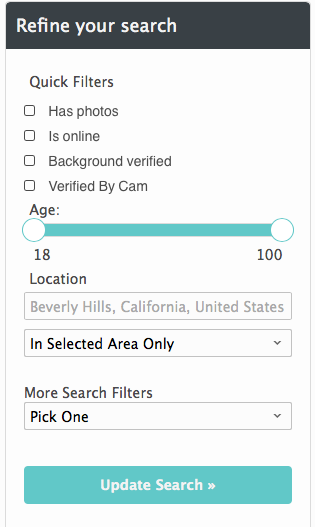 Refine your search
Quick Filters
Has photos
Is online
Background verified
Verified By Cam
Age:
18 100
Location
Beverly Hills, California, United States
In Selected Area Only
More Search Filters
Pick One
Update Search »